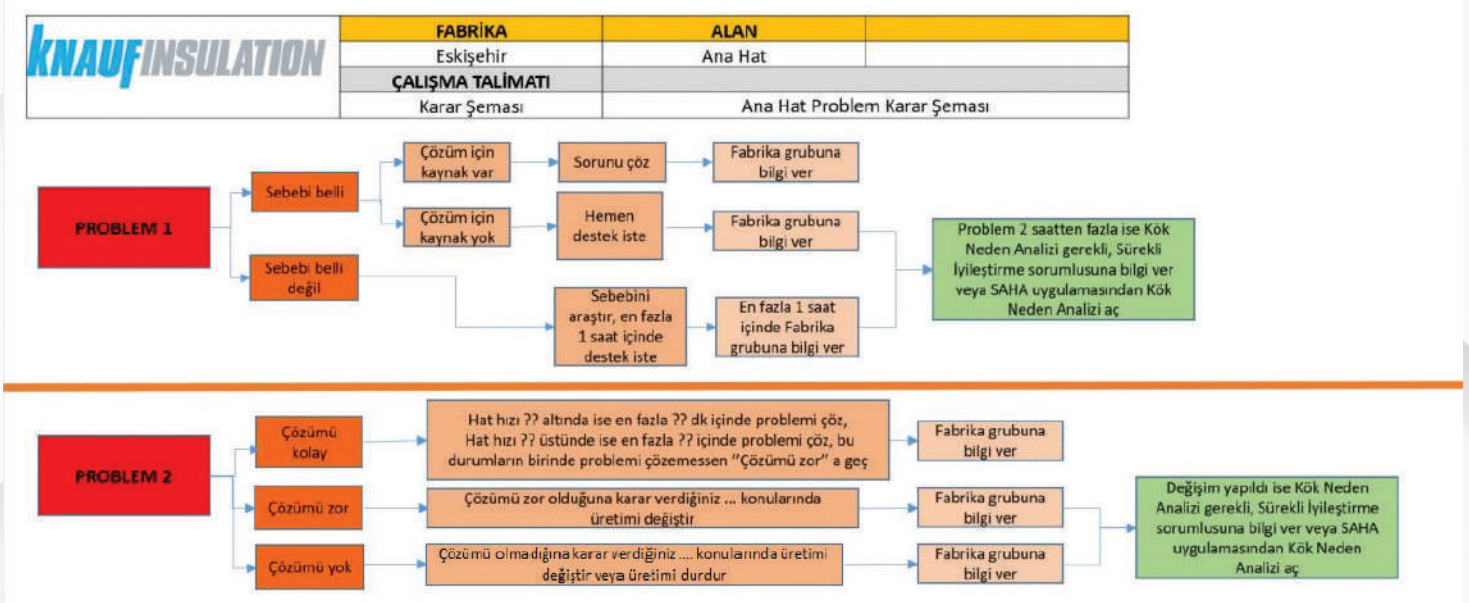 KNAUFINSULATION
FABRİKA
ALAN
Eskişehir
Ana Hat
ÇALIŞMA TALİMATI
Karar Şeması
Ana Hat Problem Karar Şeması
PROBLEM 1
Sebebi belli
Çözüm için
kaynak var
Sorunu çöz
Fabrika grubuna
bilgi ver
Çözüm için
kaynak yok
Hemen
destek iste
Fabrika grubuna
bilgi ver
Sebebi belli
değil
Sebebini
araştır, en fazla
1 saat içinde
destek iste
En fazla 1 saat
içinde Fabrika
grubuna bilgi ver
Problem 2 saatten fazla ise Kök
Neden Analizi gerekli, Sürekli
İyileştirme sorumlusuna bilgi ver
veya SAHA uygulamasından Kök
Neden Analizi aç
PROBLEM 2
Çözümü
kolay
Hat hızı ?? altında ise en fazla ?? dk içinde problemi çöz,
Hat hızı ?? üstünde ise en fazla ?? içinde problemi çöz, bu
durumların birinde problemi çözemessen ”Çözümü zor” a geç
Fabrika grubuna
bilgi ver
Çözümü zor
Çözümü zor olduğuna karar verdiğiniz ... konularında
üretimi değiştir
Fabrika grubuna
bilgi ver
Çözümü yok
Çözümü olmadığına karar verdiğiniz .... konularında üretimi
değiştir veya üretimi durdur
Fabrika grubuna
bilgi ver
Değişim yapıldı ise Kök Neden
Analizi gerekli, Sürekli İyileştirme
sorumlusuna bilgi ver veya SAHA
uygulamasından Kök Neden
Analizi aç